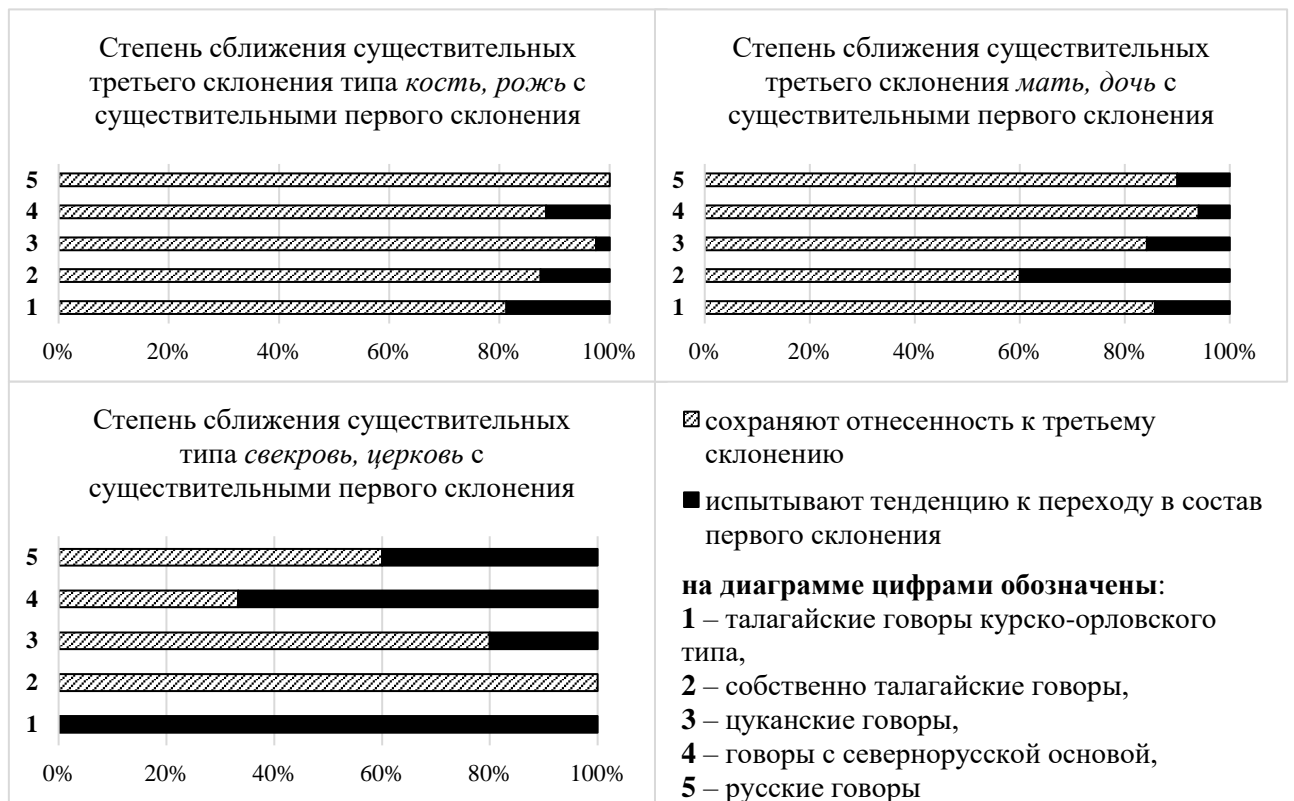 Степень сближения существительных
третьего склонения типа кость, рожь с
существительными первого склонения
5
4
3
2
1
0% 20% 40% 60% 80% 100%
Степень сближения существительных
третьего склонения мать, дочь с
существительными первого склонения
5
4
3
2
1
0% 20% 40% 60% 80% 100%
Степень сближения существительных
типа свекровь, церковь с
существительными первого склонения
5
4
3
2
1
0% 20% 40% 60% 80% 100%
сохраняют отнесенность к третьему
склонению
испытывают тенденцию к переходу в состав
первого склонения
на диаграмме цифрами обозначены:
1 – талагайские говоры курско-орловского
типа,
2 – собственно талагайские говоры,
3 – цуканские говоры,
4 – говоры с севернорусской основой,
5 – русские говоры